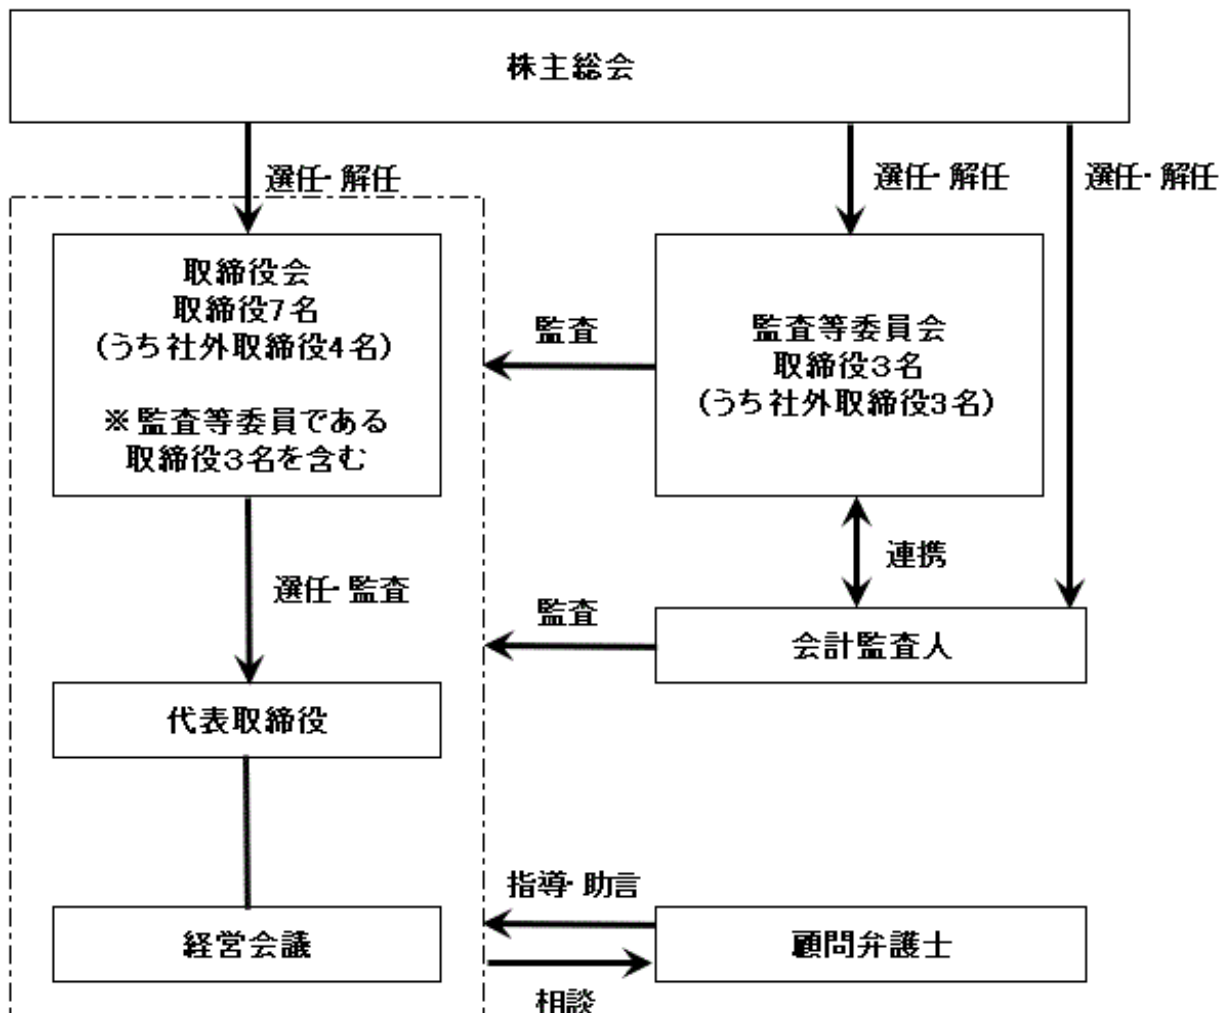 株主総会
選任・解任
選任・解任
選任・解任
取締役会
取締役7名
(うち社外取締役4名)
※監査等委員である
取締役3名を含む
監査
監査等委員会
取締役3名
(うち社外取締役3名)
連携
選任・監査
監査
会計監査人
代表取締役
指導・助言
経営会議
顧問弁護士
相談